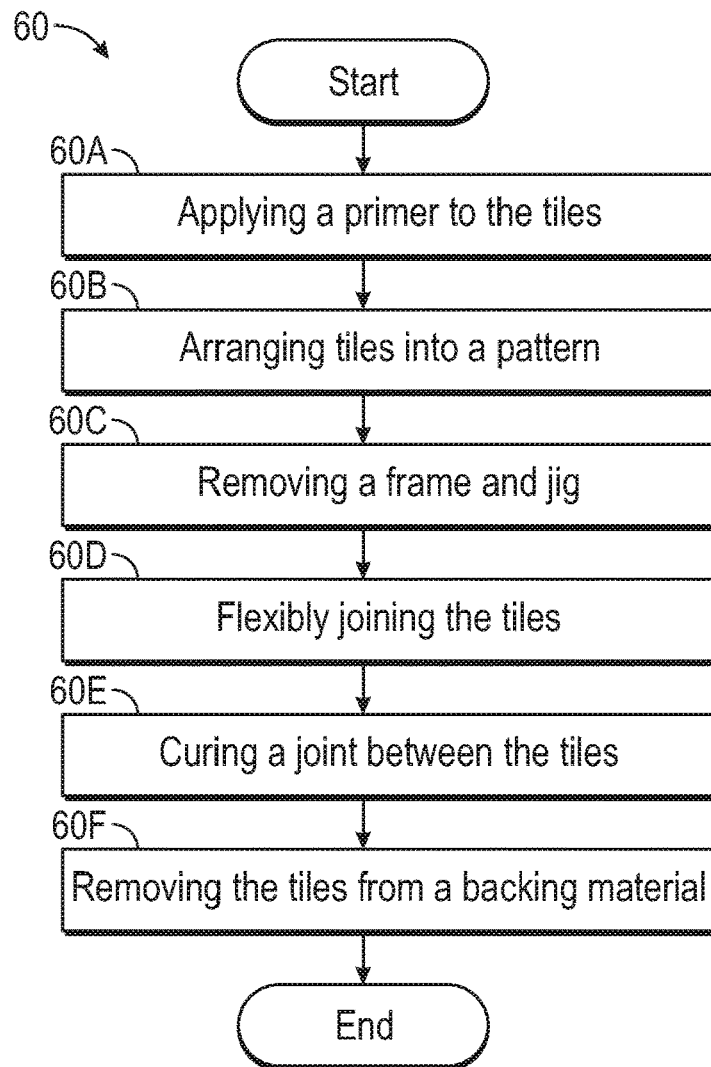 60
Start
60A
Applying a primer to the tiles
60B
Arranging tiles into a pattern
60C
Removing a frame and jig
60D
Flexibly joining the tiles
60E
Curing a joint between the tiles
60F
Removing the tiles from a backing material
End